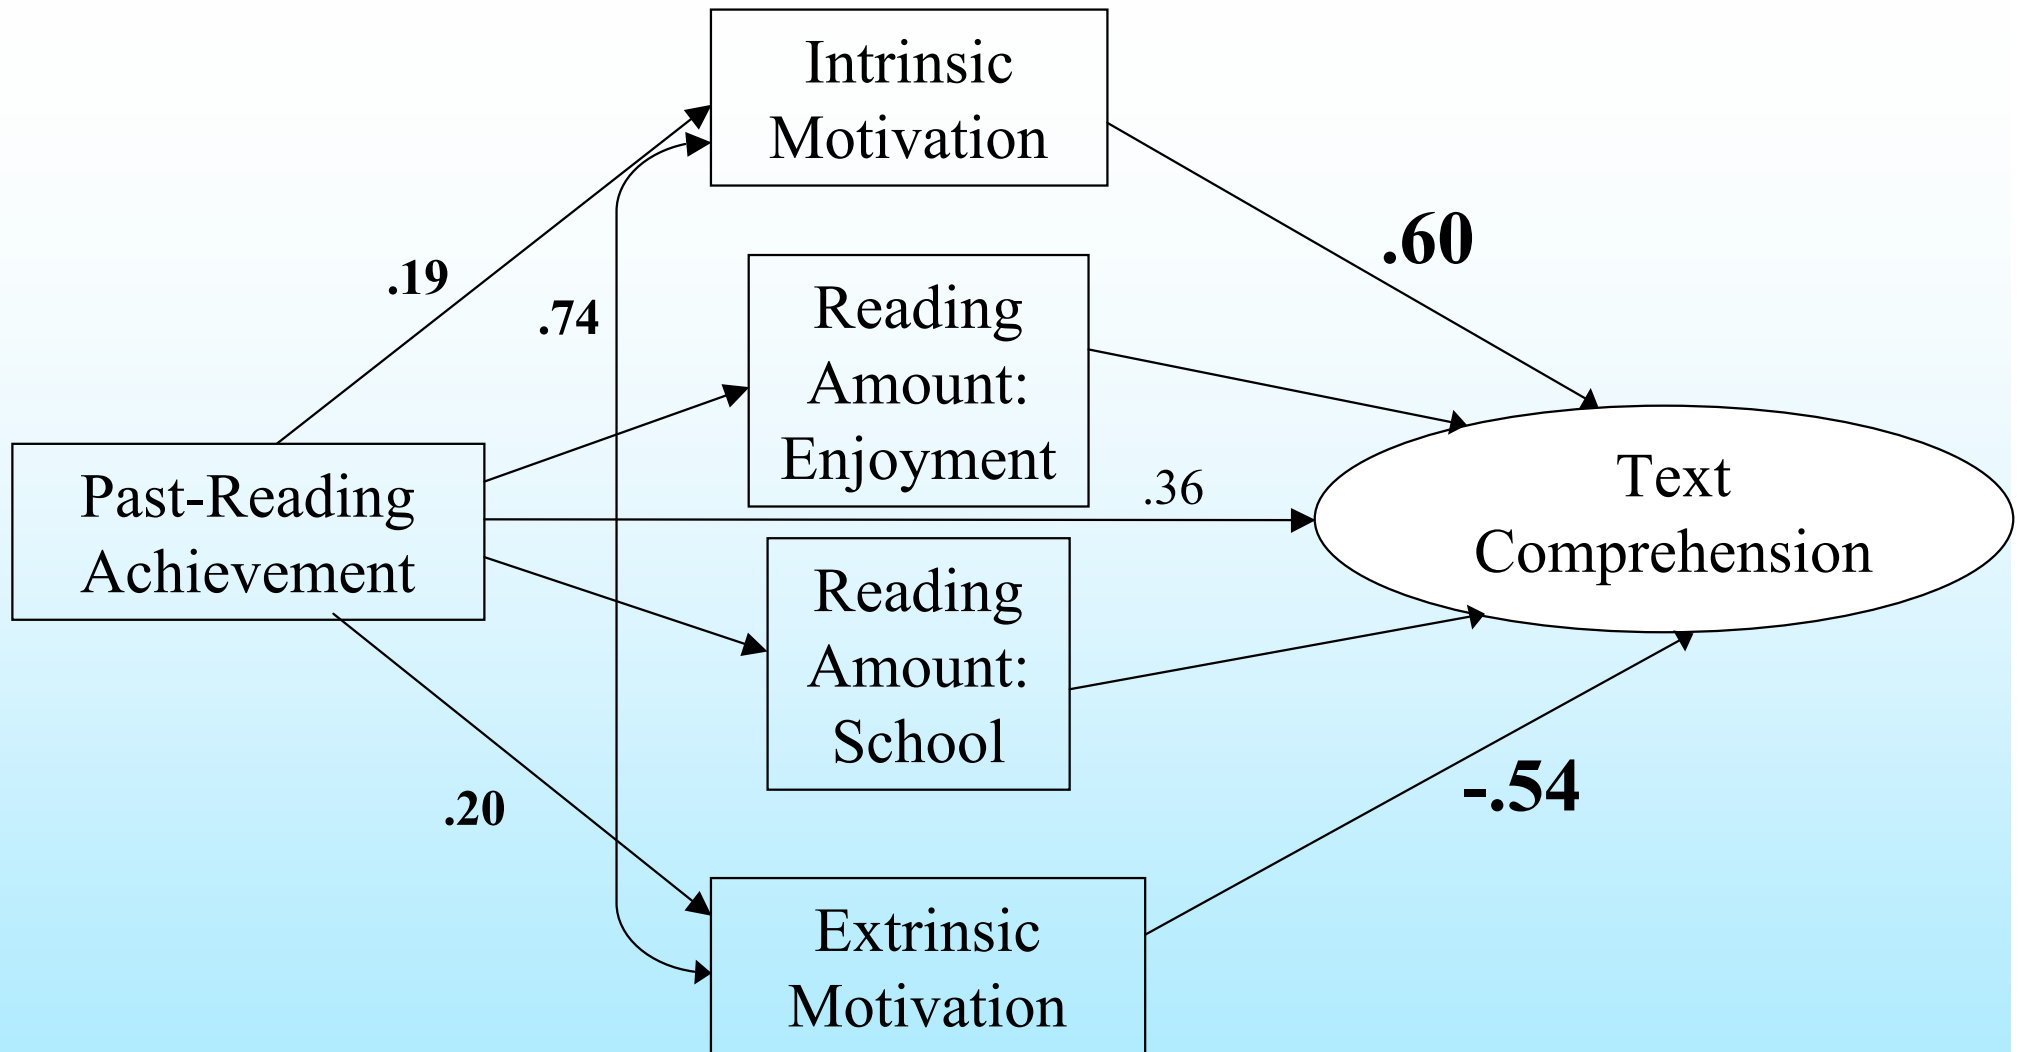 Intrinsic
Motivation
.60
.19
.74
Reading
Amount:
Enjoyment
Past-Reading
Achievement
.36
Text
Comprehension
Reading
Amount:
School
.20
-.54
Extrinsic
Motivation